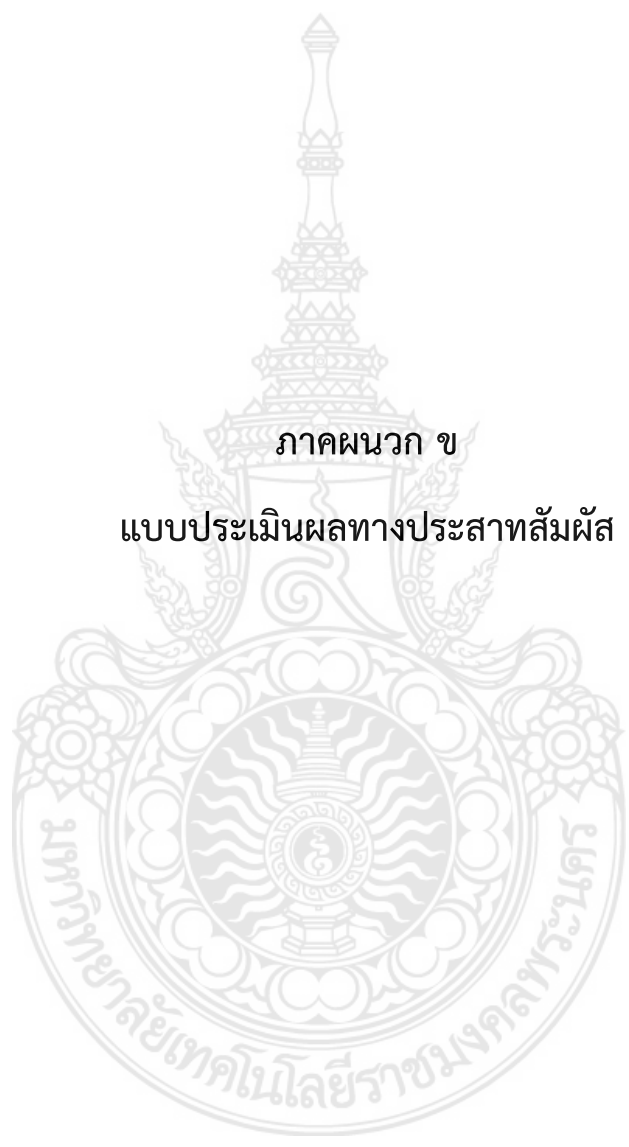 ภาคผนวก ข
แบบประเมินผลทางประสาทสัมผัส
มหาวิทยาลัยเทคโนโลยีราชมงคลพระนคร